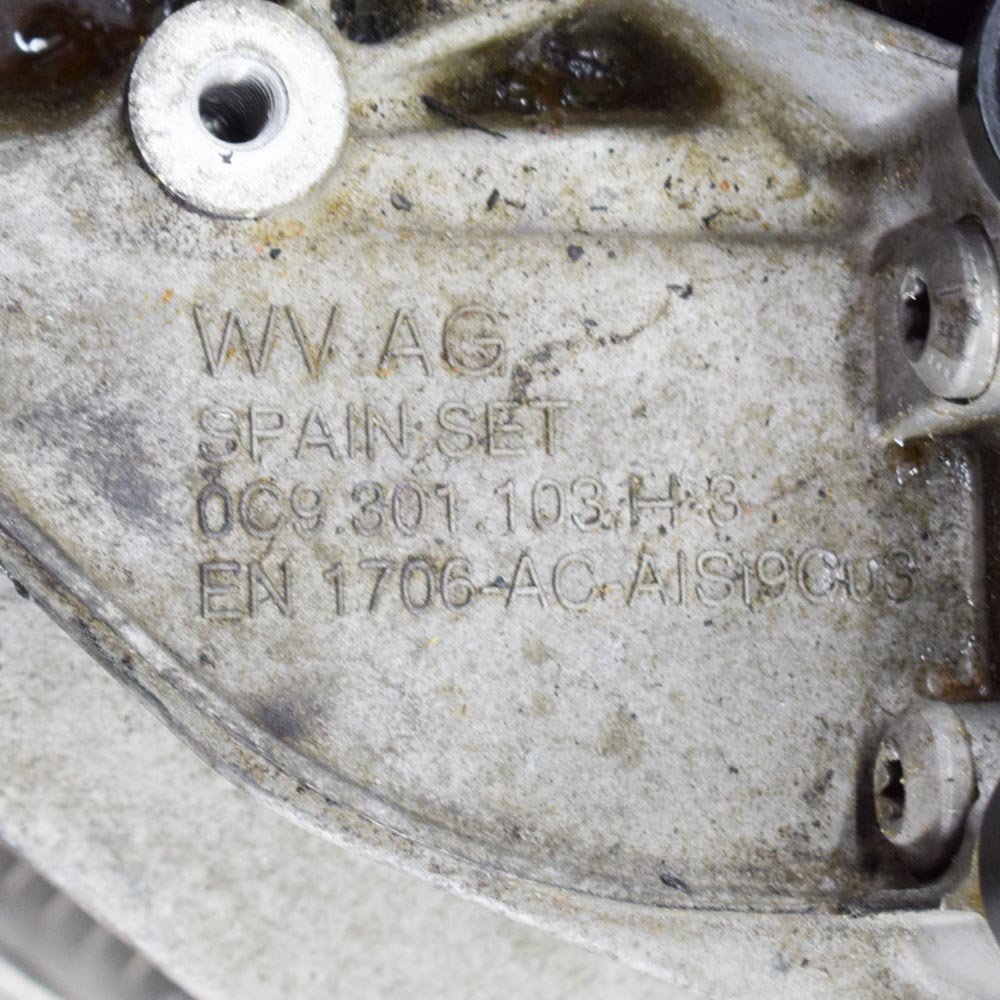 WV AG
SPAIN SET
0C9.301.103.H 3
EN 1706-AC-AlSi9Cu3